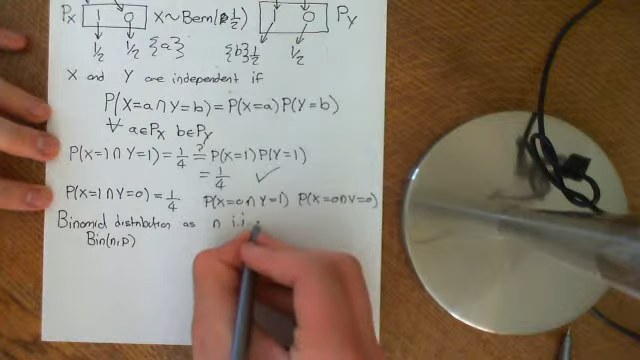 Px 1 0 X~Bern(1/2) 1 0 Py
1/2 1/2 {a} {b} 1/2 1/2
X and Y are independent if
P(X=a∩Y=b) = P(X=a) P(Y=b)
∀ a∈Px b∈Py
P(X=1∩Y=1) = 1/4 ?= P(X=1) P(Y=1)
= 1/4 ✓
P(X=1∩Y=0) = 1/4 P(X=0∩Y=1) P(X=0∩Y=0)
Binomial distribution as n i.i.
Bin(n,p)